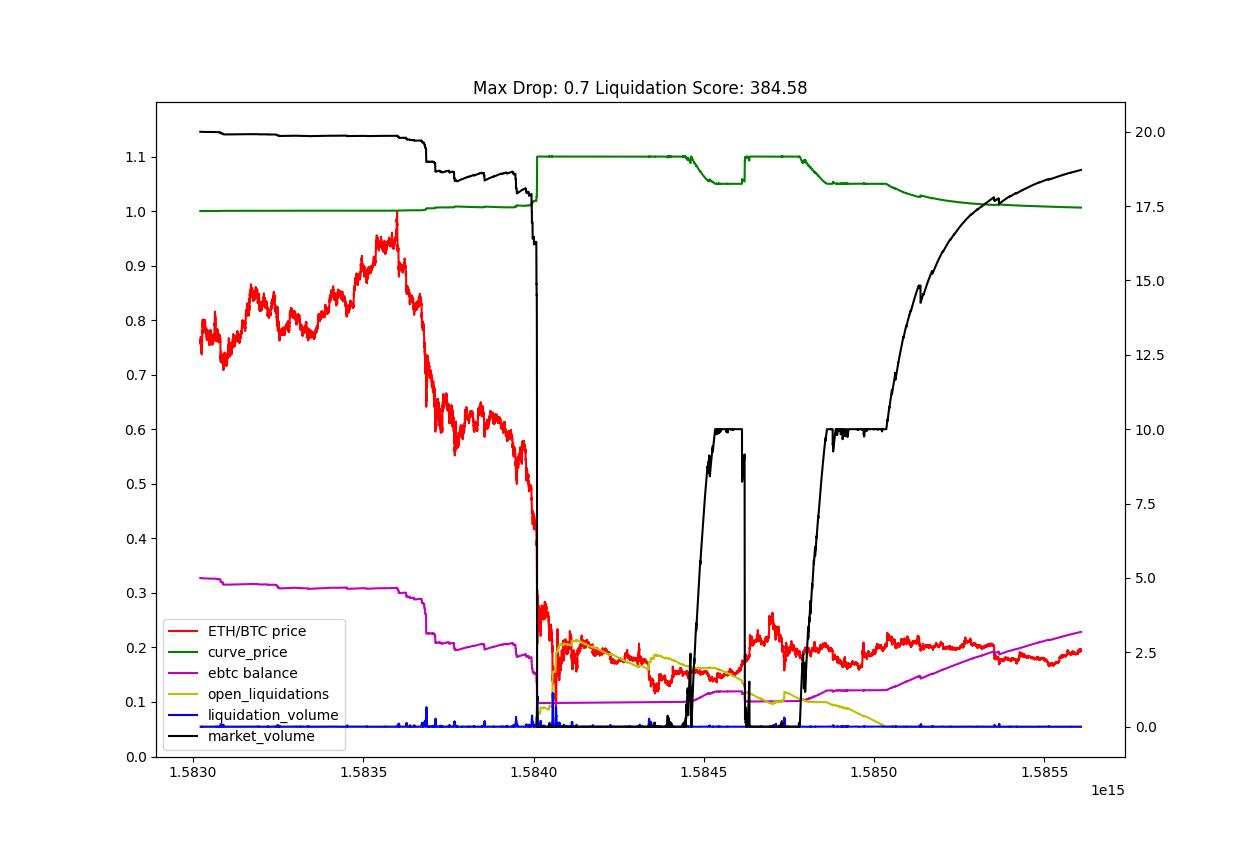 Max Drop: 0.7 Liquidation Score: 384.58
1.1
1.0
0.9
0.8
0.7
0.6
0.5
0.4
0.3
0.2
0.1
0.0
20.0
17.5
15.0
12.5
10.0
7.5
5.0
2.5
0.0
ETH/BTC price
curve_price
ebtc balance
open_liquidations
liquidation_volume
market_volume
1.5830 1.5835 1.5840 1.5845 1.5850 1.5855
1e15